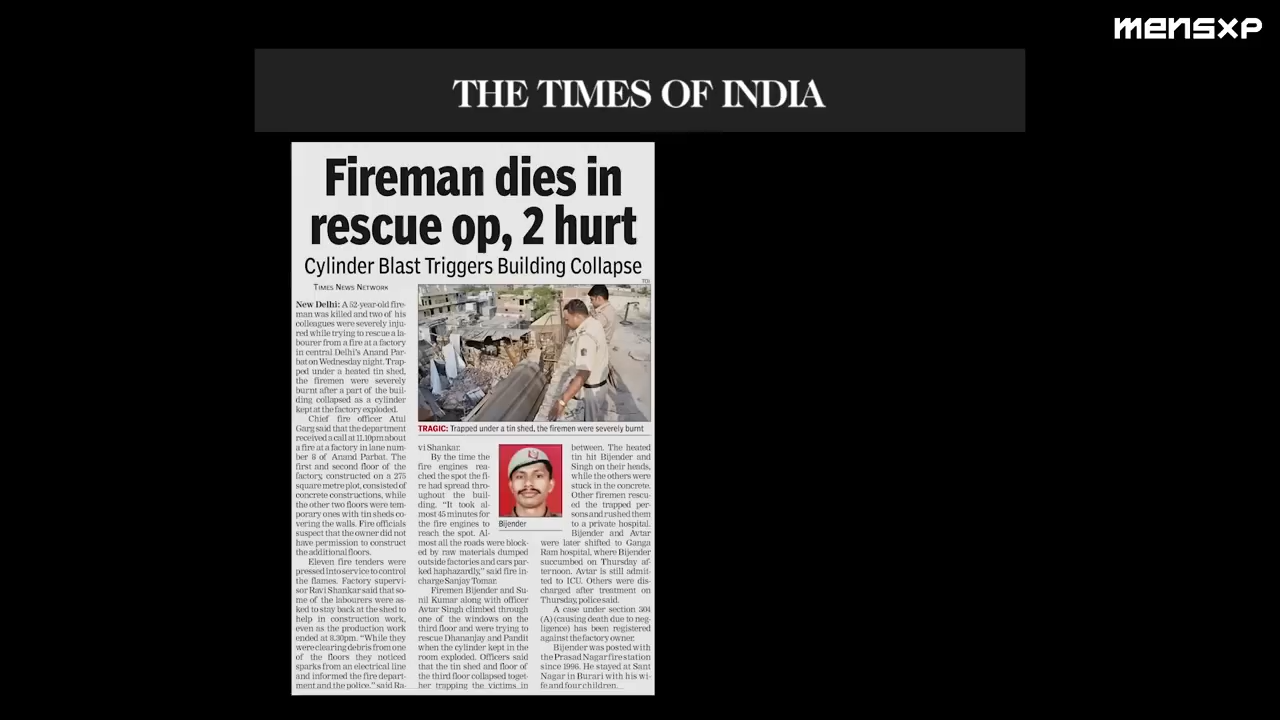 mensxp
THE TIMES OF INDIA
Fireman dies in
rescue op, 2 hurt
Cylinder Blast Triggers Building Collapse
TIMES NEWS NETWORK
TOI
New Delhi: A 52-year-old fire-
man was killed and two of his
colleagues were severely inju-
red while trying to rescue a la-
bourer from a fire at a factory
in central Delhi's Anand Par-
bat on Wednesday night. Trap-
ped under a heated tin shed,
the firemen were severely
burnt after a part of the buil-
ding collapsed as a cylinder
kept at the factory exploded.
Chief fire officer Atul
Garg said that the department
received a call at 11.10pm about
a fire at a factory in lane num-
ber 8 of Anand Parbat. The
first and second floor of the
factory, constructed on a 275
square metre plot, consisted of
concrete constructions, while
the other two floors were tem-
porary ones with tin sheds co-
vering the walls. Fire officials
suspect that the owner did not
have permission to construct
the additional floors.
Eleven fire tenders were
pressed into service to control
the flames. Factory supervi-
sor Ravi Shankar said that so-
me of the labourers were as-
ked to stay back at the shed to
help in construction work,
even as the production work
ended at 8.30pm. "While they
were clearing debris from one
of the floors they noticed
sparks from an electrical line
and informed the fire depart-
ment and the police," said Ra-
TRAGIC: Trapped under a tin shed, the firemen were severely burnt
vi Shankar.
By the time the
fire engines rea-
ched the spot the fi-
re had spread thro-
ughout the buil-
ding. "It took al-
most 45 minutes for
the fire engines to
reach the spot. Al-
most all the roads were block-
ed by raw materials dumped
outside factories and cars par-
ked haphazardly," said fire in-
charge Sanjay Tomar.
Firemen Bijender and Su-
nil Kumar along with officer
Avtar Singh climbed through
one of the windows on the
third floor and were trying to
rescue Dhananjay and Pandit
when the cylinder kept in the
room exploded. Officers said
that the tin shed and floor of
the third floor collapsed toget-
her trapping the victims in
Bijender
between. The heated
tin hit Bijender and
Singh on their heads,
while the others were
stuck in the concrete.
Other firemen rescu-
ed the trapped per-
sons and rushed them
to a private hospital.
Bijender and Avtar
were later shifted to Ganga
Ram hospital, where Bijender
succumbed on Thursday af-
ternoon. Avtar is still admit-
ted to ICU. Others were dis-
charged after treatment on
Thursday, police said.
A case under section 304
(A) (causing death due to neg-
ligence) has been registered
against the factory owner.
Bijender was posted with
the Prasad Nagar fire station
since 1996. He stayed at Sant
Nagar in Burari with his wi-
fe and four children.